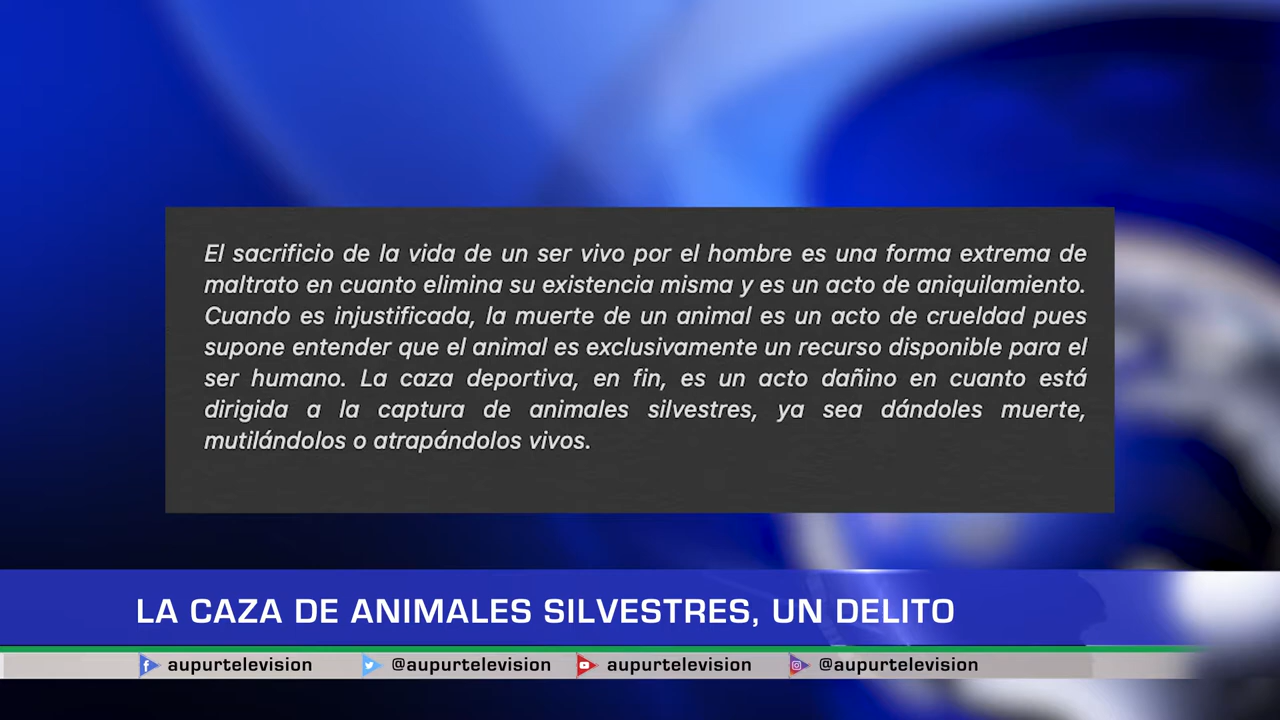 El sacrificio de la vida de un ser vivo por el hombre es una forma extrema de
maltrato en cuanto elimina su existencia misma y es un acto de aniquilamiento.
Cuando es injustificada, la muerte de un animal es un acto de crueldad pues
supone entender que el animal es exclusivamente un recurso disponible para el
ser humano. La caza deportiva, en fin, es un acto dañino en cuanto está
dirigida a la captura de animales silvestres, ya sea dándoles muerte,
mutilándolos o atrapándolos vivos.
LA CAZA DE ANIMALES SILVESTRES, UN DELITO
aupurtelevision @aupurtelevision aupurtelevision @aupurtelevision